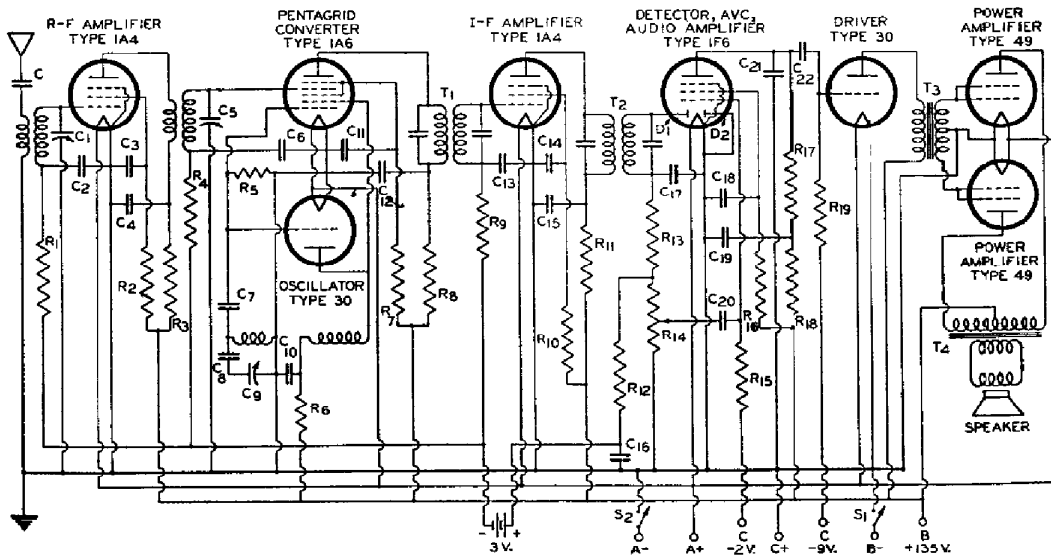 R-F AMPLIFIER
TYPE 1A4
PENTAGRID
CONVERTER
TYPE 1A6
I-F AMPLIFIER
TYPE 1A4
DETECTOR, AVC,
AUDIO AMPLIFIER
TYPE 1F6
DRIVER
TYPE 30
POWER
AMPLIFIER
TYPE 49
C
C1
C2
C3
C4
C5
C6
C11
T1
C12
C13
C14
C15
T2
D1
D2
C17
C18
C19
C20
C21
C22
T3
R1
R2
R3
R4
R5
OSCILLATOR
TYPE 30
C7
C8
C9
C10
R6
R7
R8
R9
R10
R11
R12
R13
R14
R15
R16
R17
R18
R19
C16
POWER
AMPLIFIER
TYPE 49
T4
SPEAKER
- +
3V.
S2
A-
A+
C
-2V.
C+
C
-9V.
S1
B-
B
+135V.